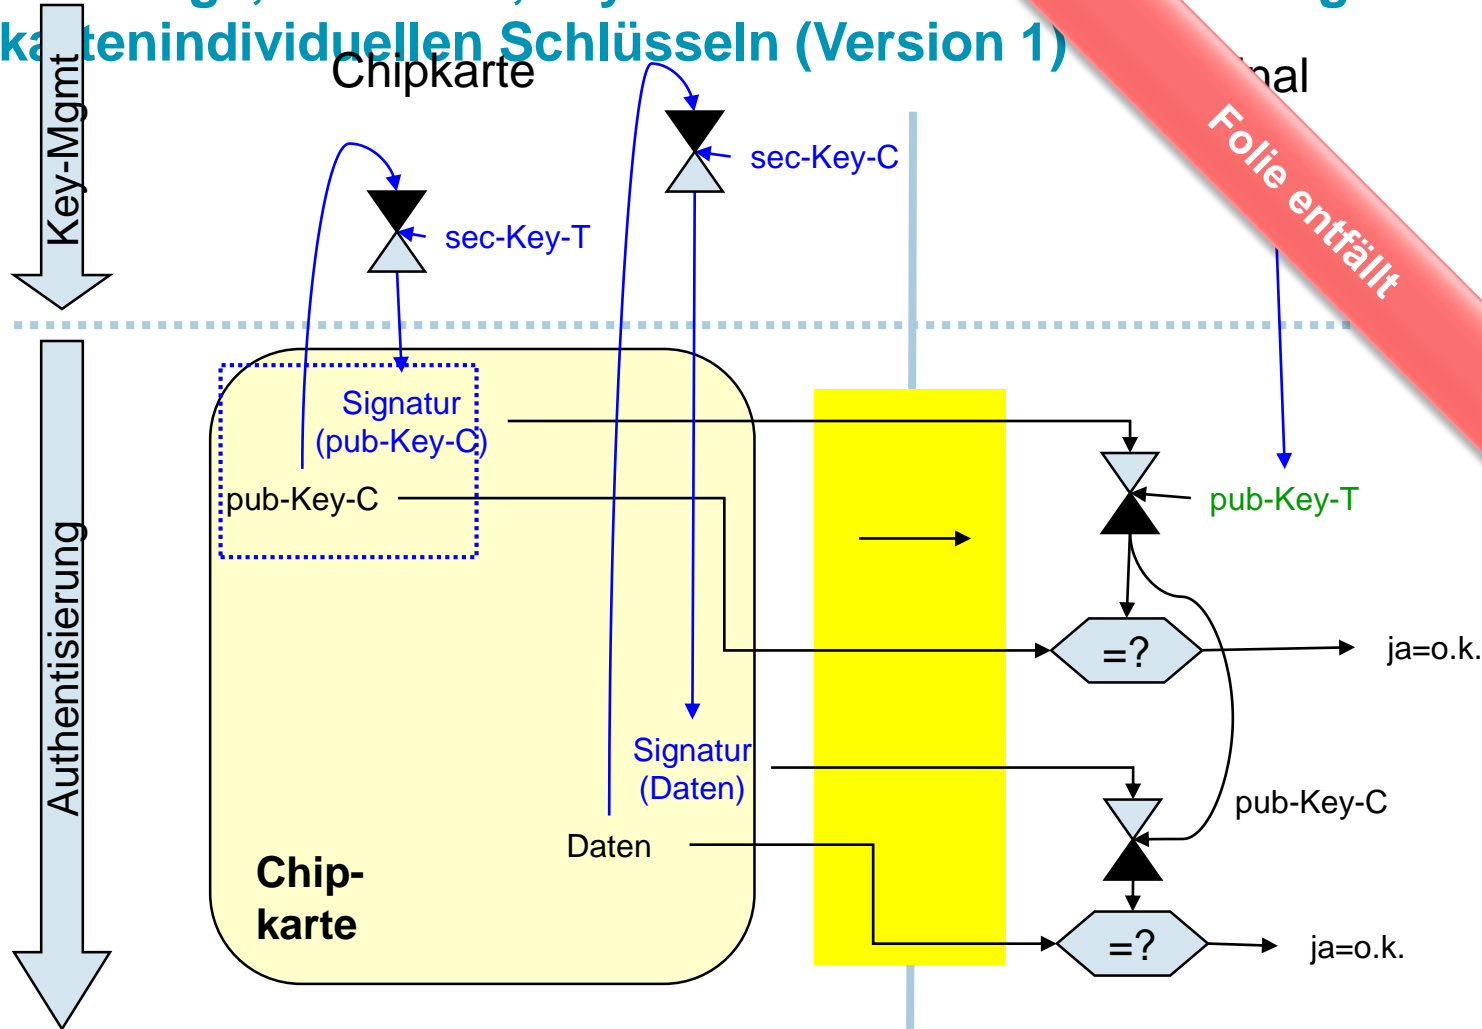 kartenindividuellen Schlüsseln (Version 1)
Chipkarte
Folie entfällt
Key-Mgmt
sec-Key-C
sec-Key-T
Signatur
(pub-Key-C)
pub-Key-C
pub-Key-T
Authentisierung
=?
ja=o.k.
Signatur
(Daten)
pub-Key-C
Daten
Chip-
karte
=?
ja=o.k.